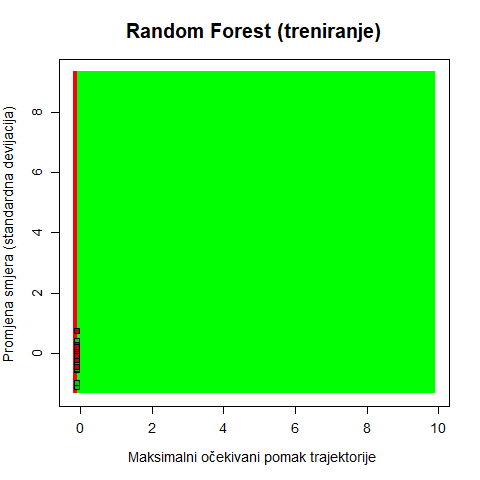 Random Forest (treniranje)
Promjena smjera (standardna devijacija)
8
6
4
2
0
0 2 4 6 8 10
Maksimalni očekivani pomak trajektorije